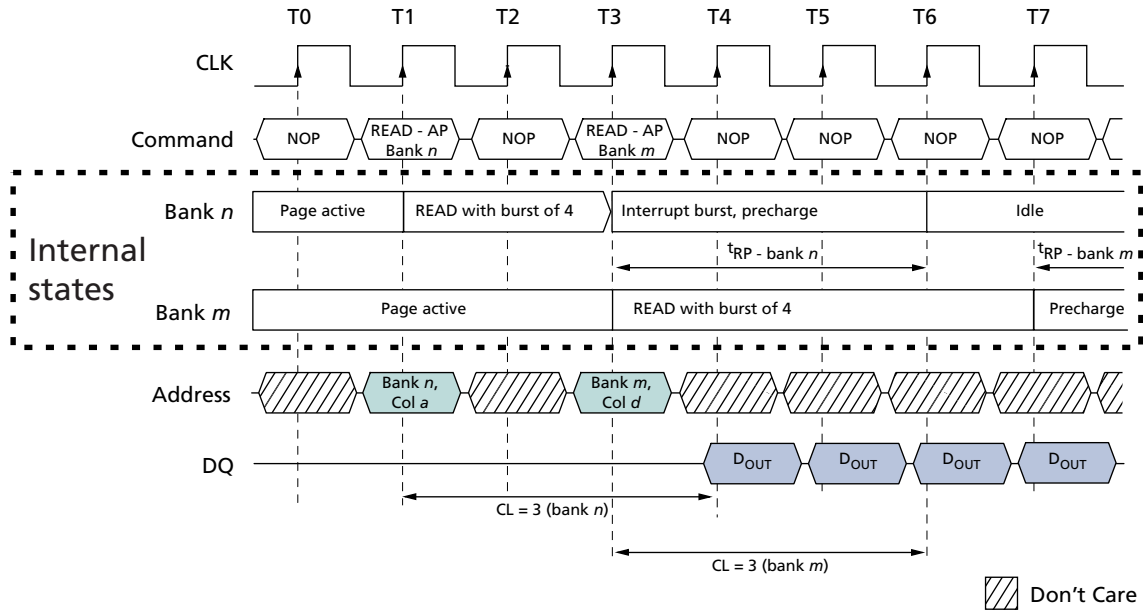 T0 T1 T2 T3 T4 T5 T6 T7
CLK
Command NOP READ - AP Bank n NOP READ - AP Bank m NOP NOP NOP NOP
Internal states
Bank n Page active READ with burst of 4 Interrupt burst, precharge Idle
tRP - bank n tRP - bank m
Bank m Page active READ with burst of 4 Precharge
Address Bank n, Col a Bank m, Col d
DQ DOUT DOUT DOUT DOUT
CL = 3 (bank n)
CL = 3 (bank m)
Don't Care